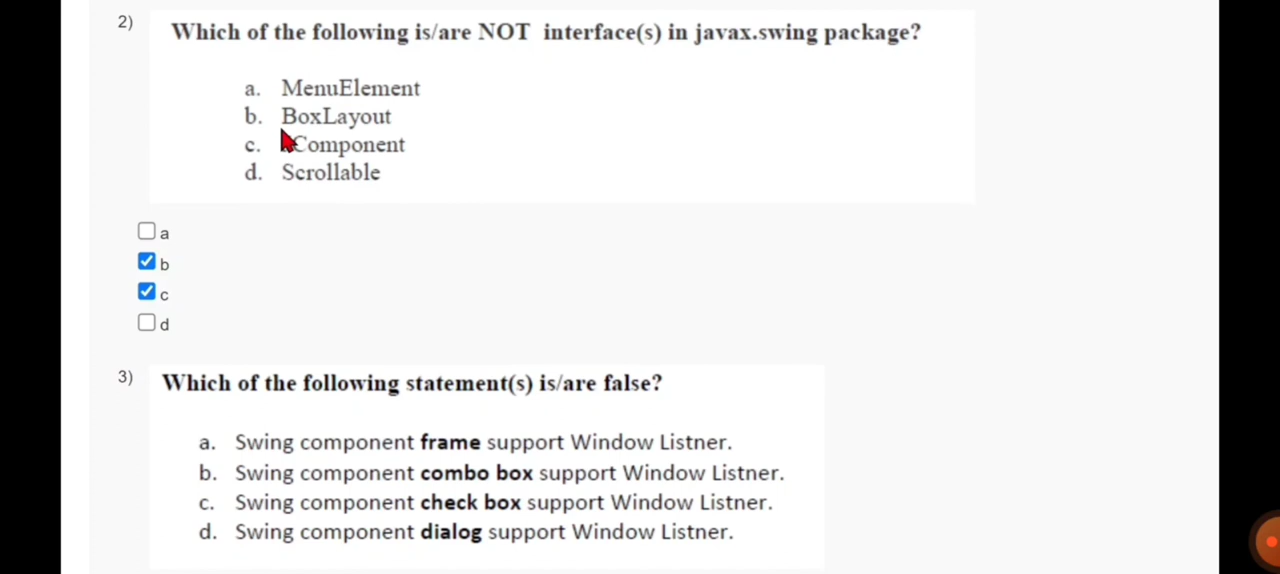 2)
Which of the following is/are NOT interface(s) in javax.swing package?
a. MenuElement
b. BoxLayout
c. Component
d. Scrollable
a
b
c
d
3)
Which of the following statement(s) is/are false?
a. Swing component frame support Window Listner.
b. Swing component combo box support Window Listner.
c. Swing component check box support Window Listner.
d. Swing component dialog support Window Listner.